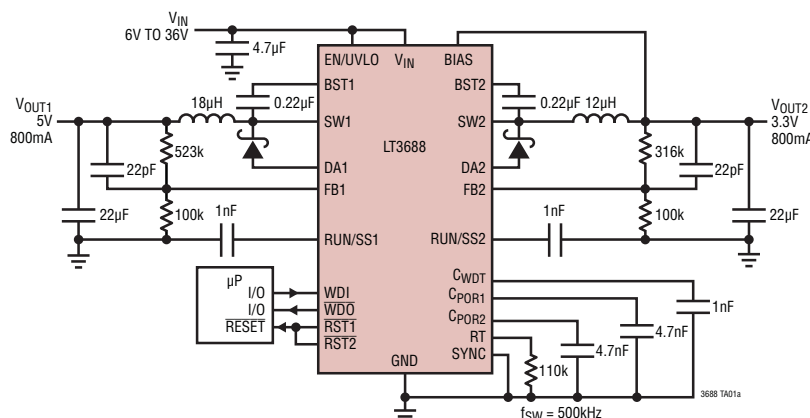 VIN
6V TO 36V
4.7µF
EN/UVLO
VIN
BIAS
BST1
BST2
VOUT1
5V
800mA
18µH
0.22µF
SW1
SW2
0.22µF
12µH
VOUT2
3.3V
800mA
LT3688
523k
316k
22pF
DA1
DA2
22pF
FB1
FB2
22µF
100k
1nF
1nF
100k
22µF
RUN/SS1
RUN/SS2
µP
I/O
I/O
RESET
WDI
WDO
RST1
RST2
CWDT
CPOR1
CPOR2
RT
SYNC
1nF
4.7nF
4.7nF
110k
GND
fSW = 500kHz
3688 TA01a